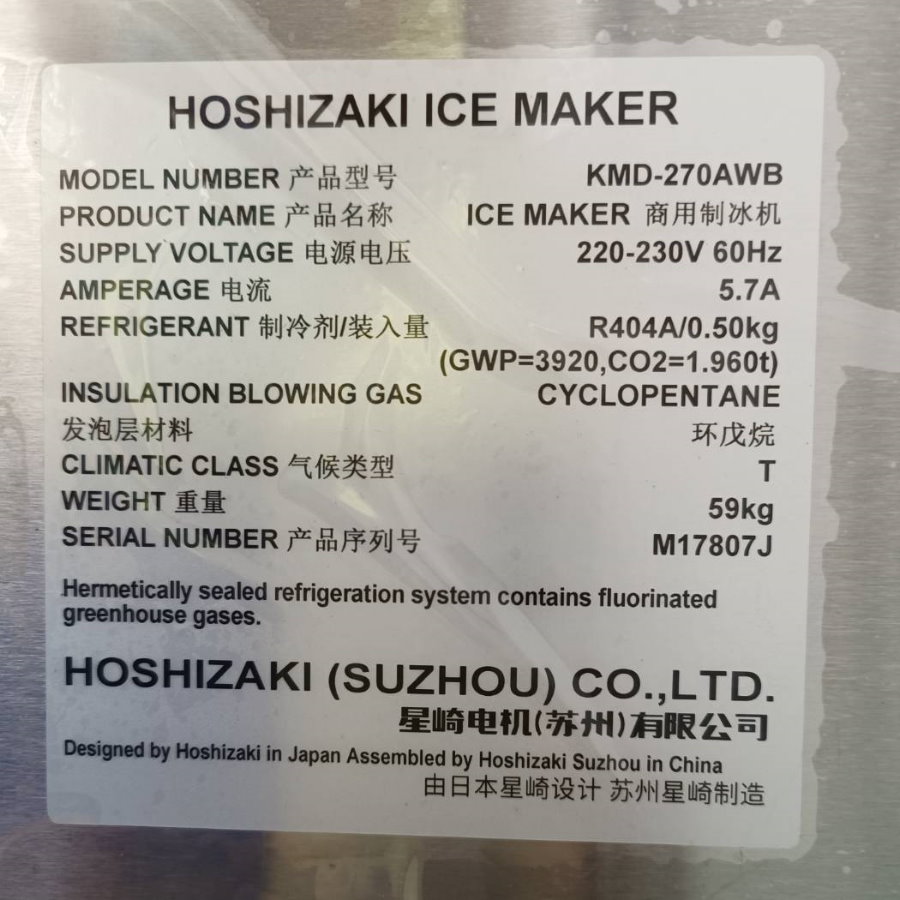 HOSHIZAKI ICE MAKER
MODEL NUMBER 产品型号 KMD-270AWB
PRODUCT NAME 产品名称 ICE MAKER 商用制冰机
SUPPLY VOLTAGE 电源电压 220-230V 60Hz
AMPERAGE 电流 5.7A
REFRIGERANT 制冷剂/装入量 R404A/0.50kg
(GWP=3920,CO2=1.960t)
INSULATION BLOWING GAS CYCLOPENTANE
发泡层材料 环戊烷
CLIMATIC CLASS 气候类型 T
WEIGHT 重量 59kg
SERIAL NUMBER 产品序列号 M17807J
Hermetically sealed refrigeration system contains fluorinated
greenhouse gases.
HOSHIZAKI (SUZHOU) CO.,LTD.
星崎电机(苏州)有限公司
Designed by Hoshizaki in Japan Assembled by Hoshizaki Suzhou in China
由日本星崎设计 苏州星崎制造